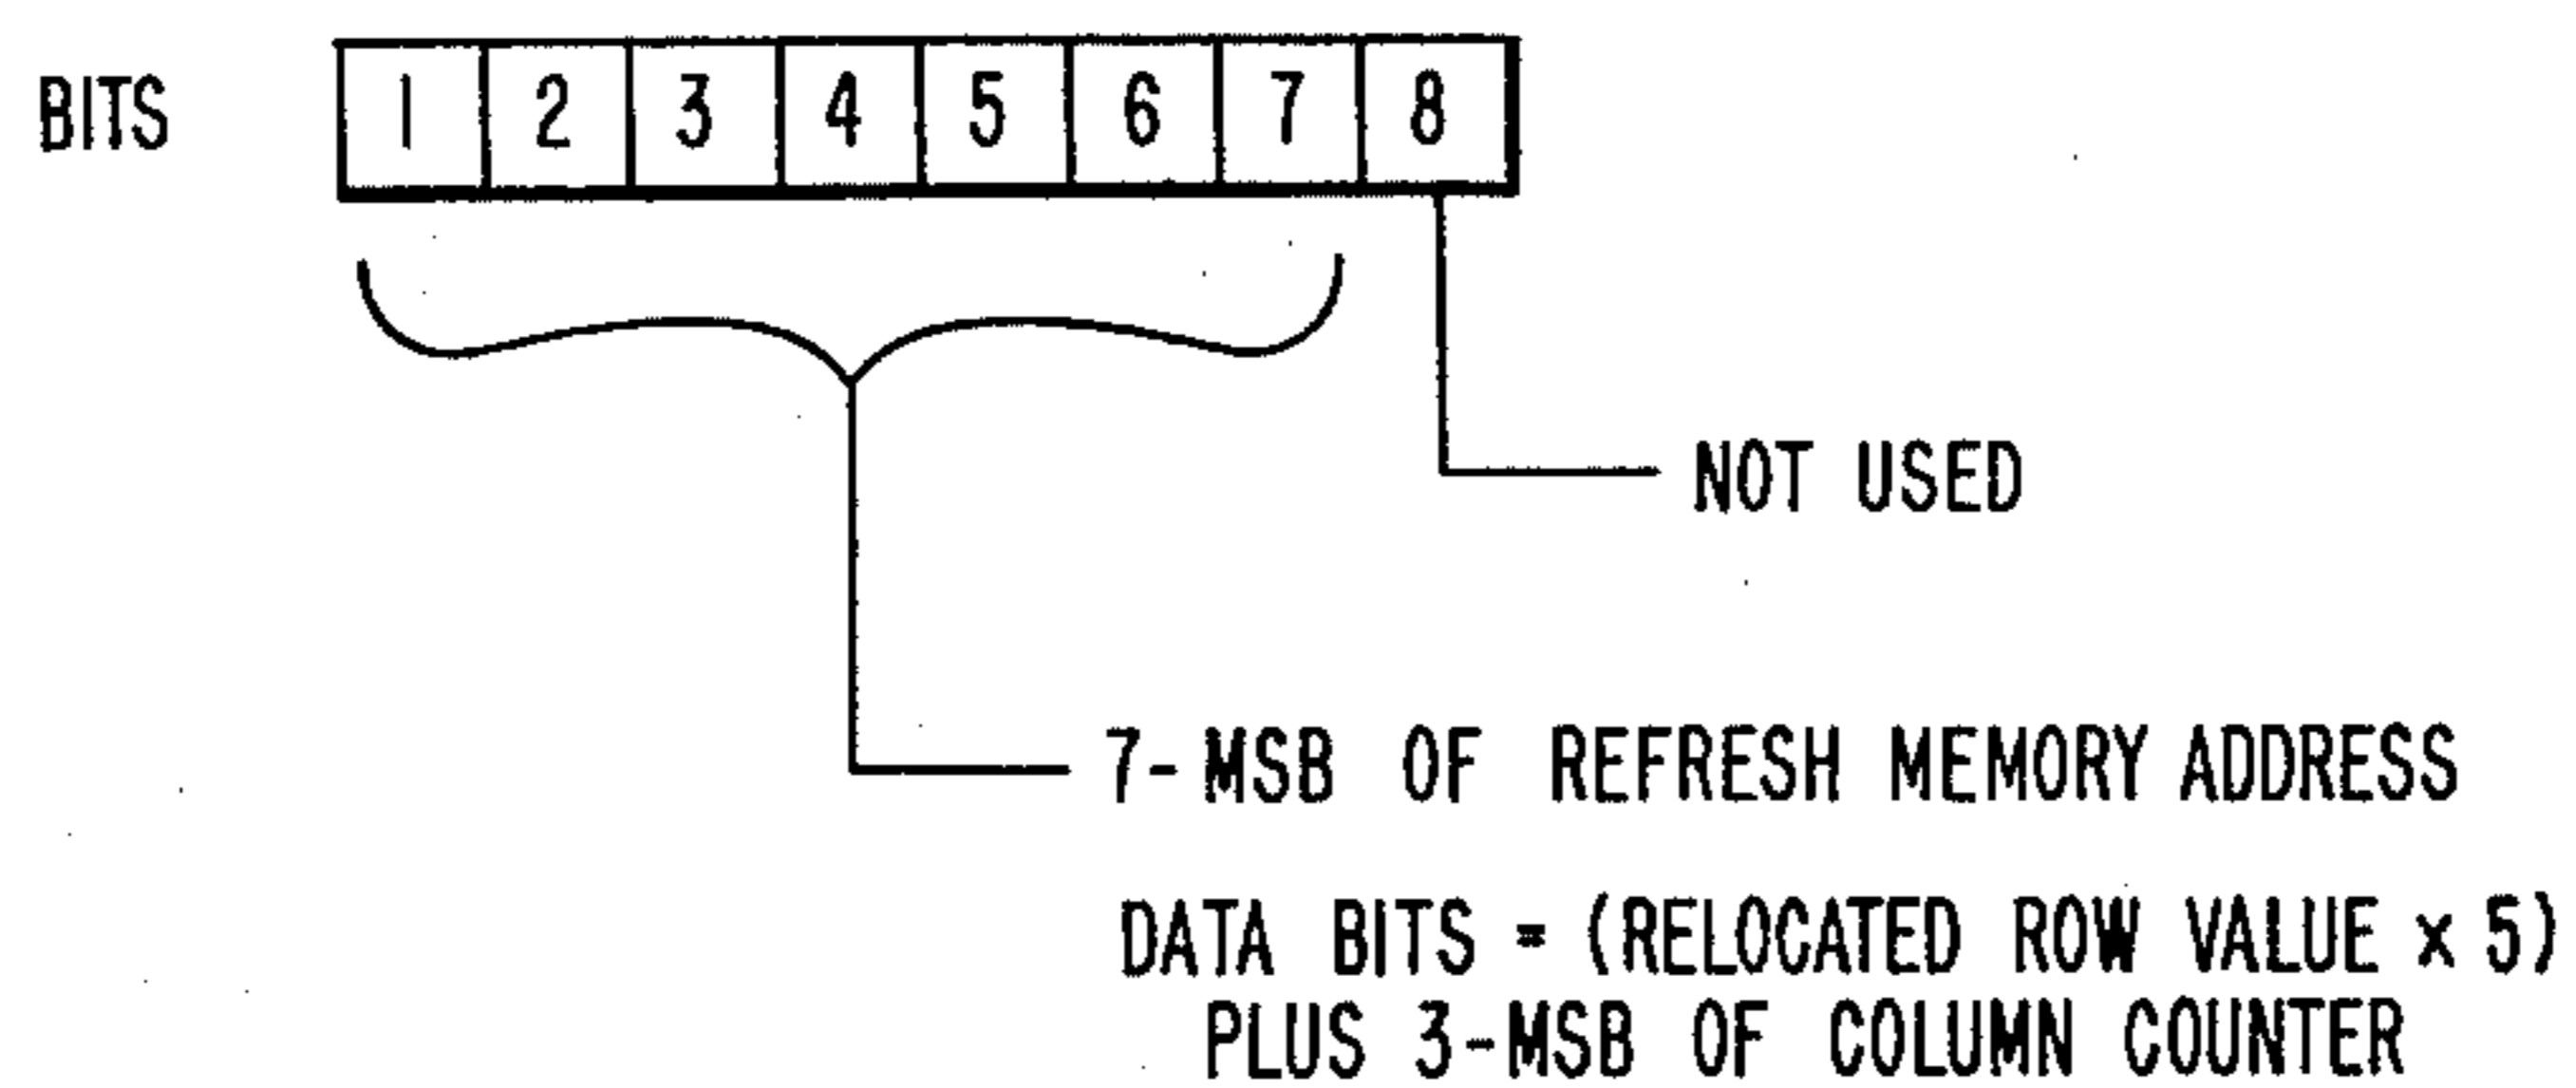 BITS 1 2 3 4 5 6 7 8
NOT USED
7-MSB OF REFRESH MEMORY ADDRESS
DATA BITS = (RELOCATED ROW VALUE x 5)
PLUS 3-MSB OF COLUMN COUNTER